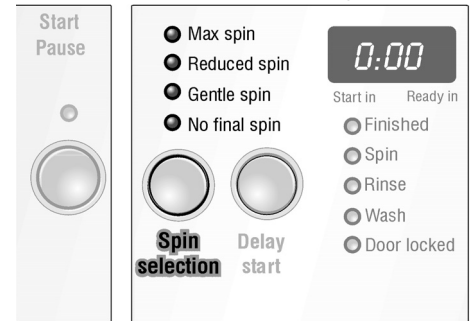 Start
Pause
Max spin
Reduced spin
Gentle spin
No final spin
Spin
selection
Delay
start
0:00
Start in Ready in
Finished
Spin
Rinse
Wash
Door locked